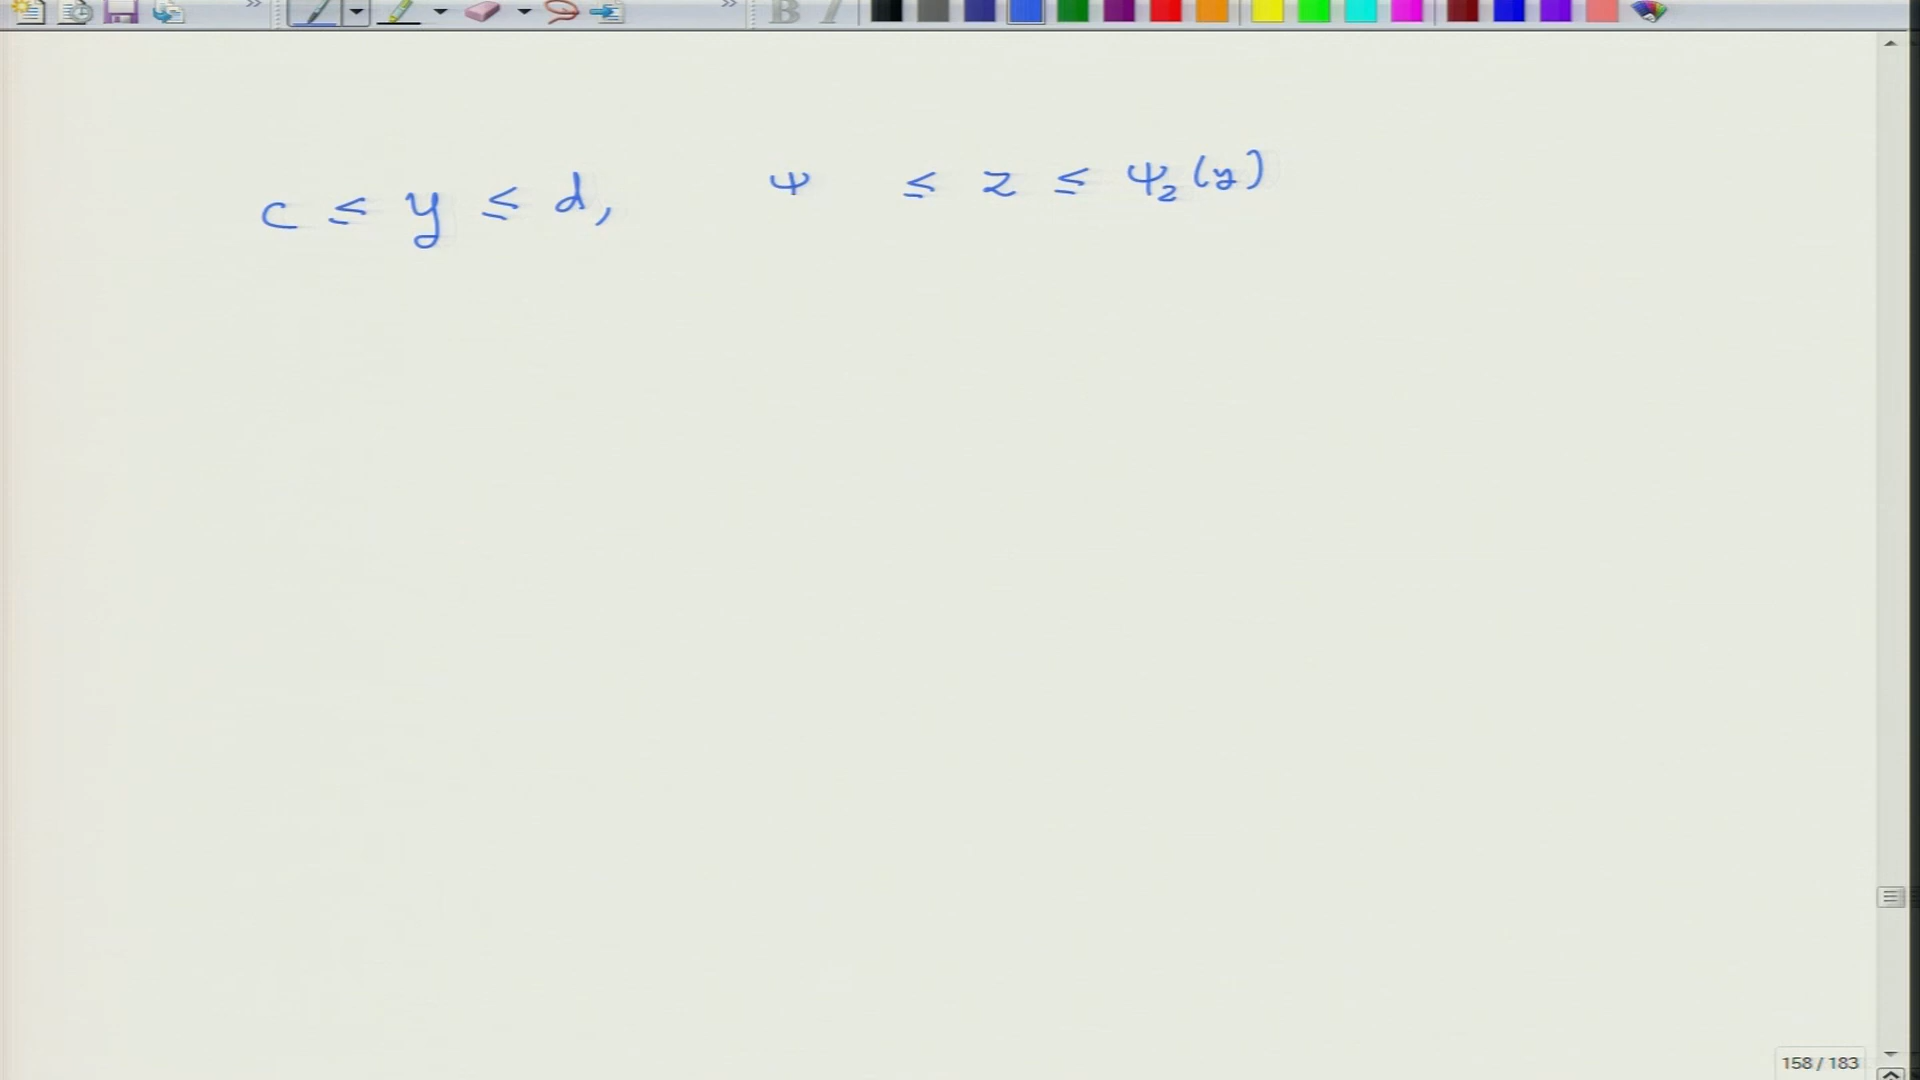 c ≤ y ≤ d, ψ ≤ z ≤ ψ₂(y)
158 / 183